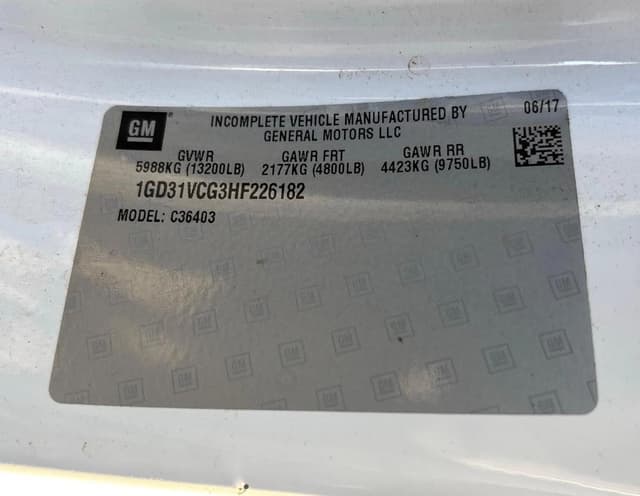 GM
INCOMPLETE VEHICLE MANUFACTURED BY 06/17
GENERAL MOTORS LLC
GVWR GAWR FRT GAWR RR
5988KG (13200LB) 2177KG (4800LB) 4423KG (9750LB)
1GD31VCG3HF226182
MODEL: C36403